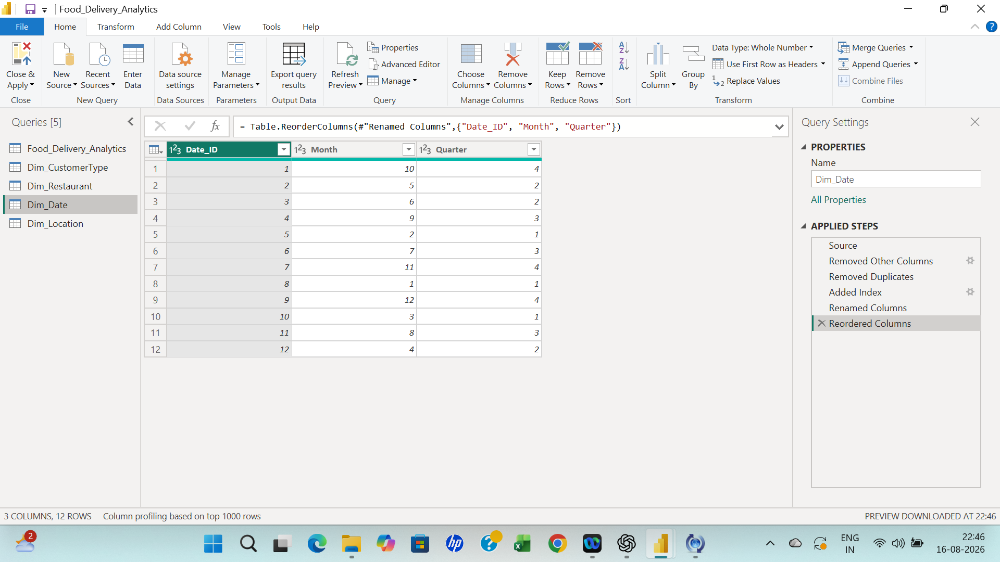 Food_Delivery_Analytics
File Home Transform Add Column View Tools Help
Close & Apply
New Source
Recent Sources
Enter Data
Data source settings
Manage Parameters
Export query results
Refresh Preview
Properties
Advanced Editor
Manage
Choose Columns
Remove Columns
Keep Rows
Remove Rows
Split Column
Group By
Data Type: Whole Number
Use First Row as Headers
Replace Values
Merge Queries
Append Queries
Combine Files
Close New Query Data Sources Parameters Output Data Query Manage Columns Reduce Rows Sort Transform Combine
Queries [5]
Food_Delivery_Analytics
Dim_CustomerType
Dim_Restaurant
Dim_Date
Dim_Location
fx = Table.ReorderColumns(#"Renamed Columns",{"Date_ID", "Month", "Quarter"})
123 Date_ID 123 Month 123 Quarter
1 1 10 4
2 2 5 2
3 3 6 2
4 4 9 3
5 5 2 1
6 6 7 3
7 7 11 4
8 8 1 1
9 9 12 4
10 10 3 1
11 11 8 3
12 12 4 2
Query Settings
PROPERTIES
Name
Dim_Date
All Properties
APPLIED STEPS
Source
Removed Other Columns
Removed Duplicates
Added Index
Renamed Columns
Reordered Columns
3 COLUMNS, 12 ROWS Column profiling based on top 1000 rows
PREVIEW DOWNLOADED AT 22:46
2
hp
ENG
IN
22:46
16-08-2026